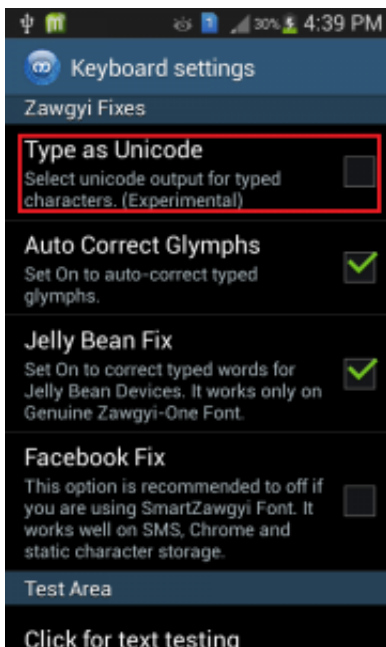 30% 4:39 PM
Keyboard settings
Zawgyi Fixes
Type as Unicode
Select unicode output for typed
characters. (Experimental)
Auto Correct Glymphs
Set On to auto-correct typed
glymphs.
Jelly Bean Fix
Set On to correct typed words for
Jelly Bean Devices. It works only on
Genuine Zawgyi-One Font.
Facebook Fix
This option is recommended to off if
you are using SmartZawgyi Font. It
works well on SMS, Chrome and
static character storage.
Test Area
Click for text testing